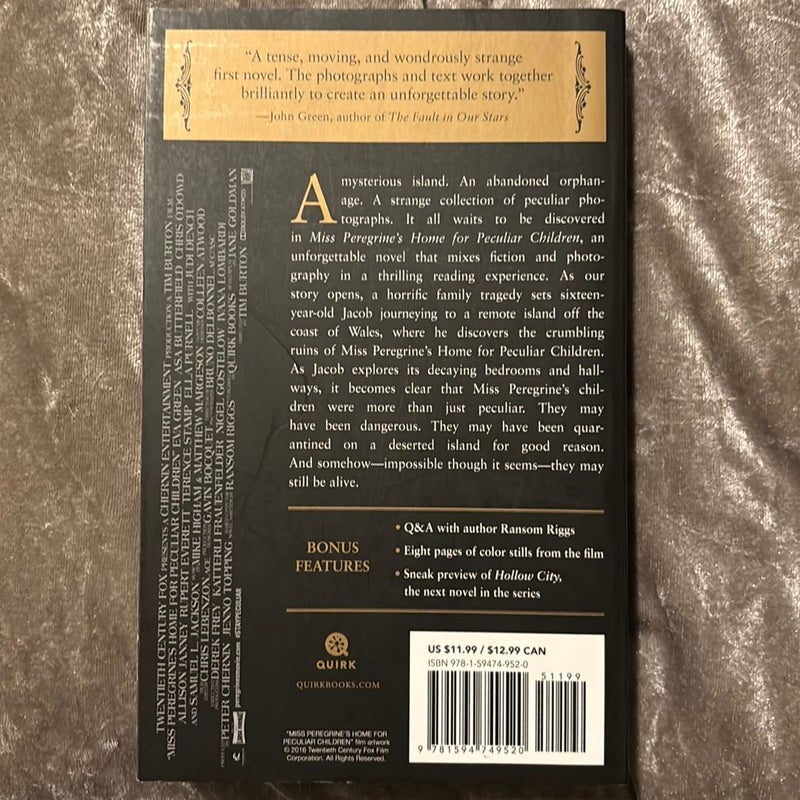 “A tense, moving, and wondrously strange
first novel. The photographs and text work together
brilliantly to create an unforgettable story.”
—John Green, author of The Fault in Our Stars
A mysterious island. An abandoned orphan-
age. A strange collection of peculiar pho-
tographs. It all waits to be discovered
in Miss Peregrine’s Home for Peculiar Children, an
unforgettable novel that mixes fiction and photo-
graphy in a thrilling reading experience. As our
story opens, a horrific family tragedy sets sixteen-
year-old Jacob journeying to a remote island off the
coast of Wales, where he discovers the crumbling
ruins of Miss Peregrine’s Home for Peculiar Children.
As Jacob explores its decaying bedrooms and hall-
ways, it becomes clear that Miss Peregrine’s chil-
dren were more than just peculiar. They may
have been dangerous. They may have been quar-
antined on a deserted island for good reason.
And somehow—impossible though it seems—they may
still be alive.
BONUS
FEATURES
• Q&A with author Ransom Riggs
• Eight pages of color stills from the film
• Sneak preview of Hollow City,
the next novel in the series
QUIRK
QUIRKBOOKS.COM
“MISS PEREGRINE’S HOME FOR
PECULIAR CHILDREN” film artwork
© 2016 Twentieth Century Fox Film
Corporation. All Rights Reserved.
US $11.99 / $12.99 CAN
ISBN 978-1-59474-952-0
51199
9 781594 749520
TWENTIETH CENTURY FOX PRESENTS A CHERNIN ENTERTAINMENT PRODUCTION A TIM BURTON FILM
“MISS PEREGRINE’S HOME FOR PECULIAR CHILDREN” EVA GREEN ASA BUTTERFIELD CHRIS O’DOWD
ALLISON JANNEY RUPERT EVERETT TERENCE STAMP ELLA PURNELL WITH JUDI DENCH
AND SAMUEL L. JACKSON MIKE HIGHAM & MATTHEW MARGESON COLLEEN ATWOOD
CHRIS LEBENZON, ACE GAVIN BOCQUET BRUNO DELBONNEL
DEREK FREY KATTERLI FRAUENFELDER NIGEL GOSTELOW IVANA LOMBARDI
RANSOM RIGGS QUIRK BOOKS JANE GOLDMAN
PETER CHERNIN JENNO TOPPING TIM BURTON
#STAYPECULIAR